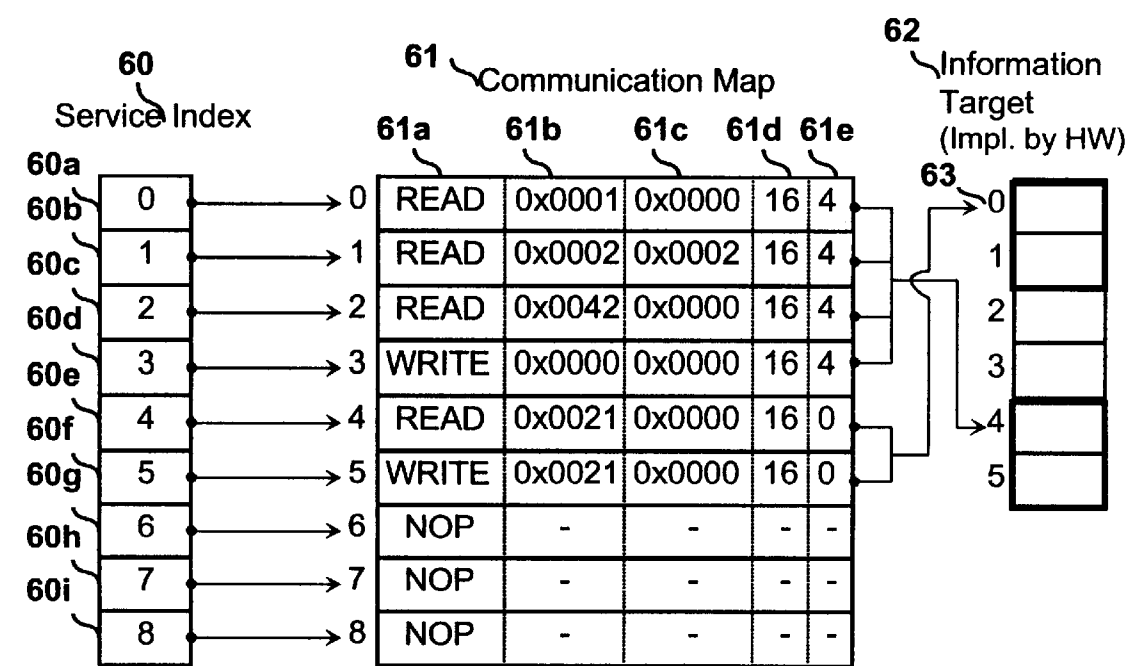 62
60
61
Information
Communication Map
Target
Service Index
(Impl. by HW)
61a 61b 61c 61d 61e
60a
63
0 0 READ 0x0001 0x0000 16 4 0
60b
1 1 READ 0x0002 0x0002 16 4 1
60c
2 2 READ 0x0042 0x0000 16 4 2
60d
3 3 WRITE 0x0000 0x0000 16 4 3
60e
4 4 READ 0x0021 0x0000 16 0 4
60f
5 5 WRITE 0x0021 0x0000 16 0 5
60g
6 6 NOP - - - -
60h
7 7 NOP - - - -
60i
8 8 NOP - - - -